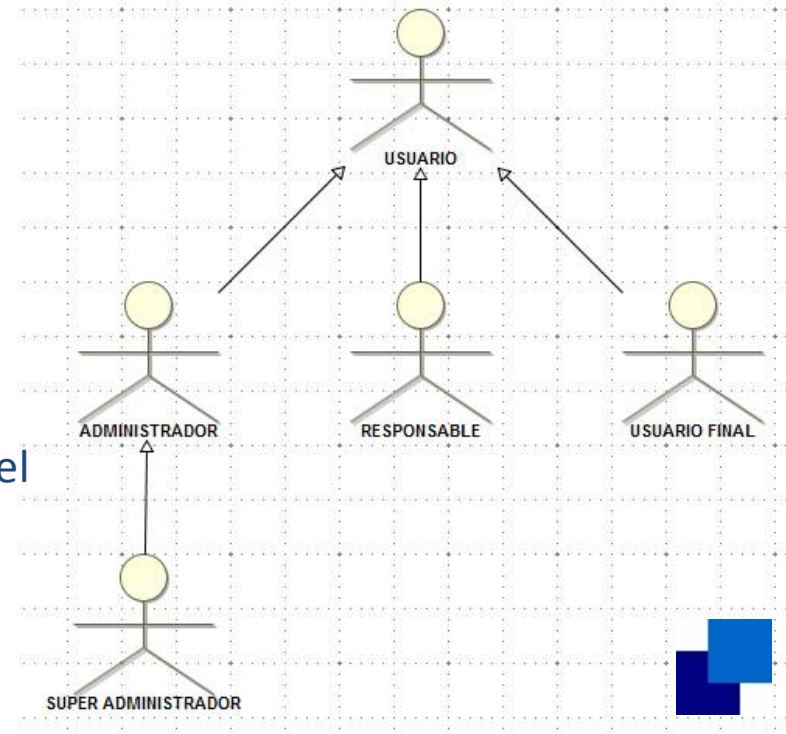 USUARIO
ADMINISTRADOR
RESPONSABLE
USUARIO FINAL
el
SUPER ADMINISTRADOR